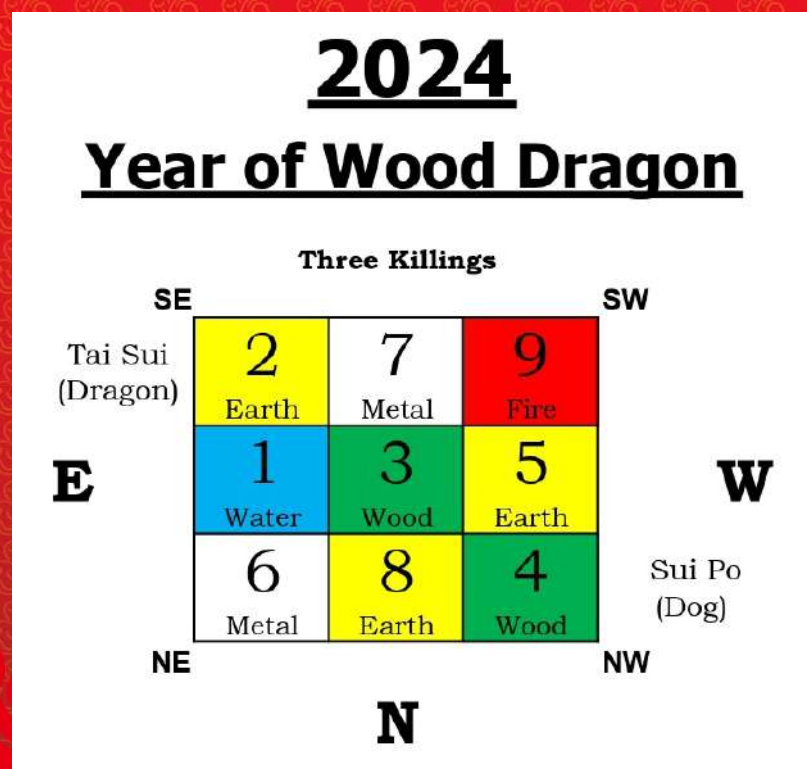 2024
Year of Wood Dragon
Three Killings
SE SW
Tai Sui
(Dragon)
2 7 9
Earth Metal Fire
E 1 3 5 W
Water Wood Earth
6 8 4
Metal Earth Wood
Sui Po
(Dog)
NE NW
N